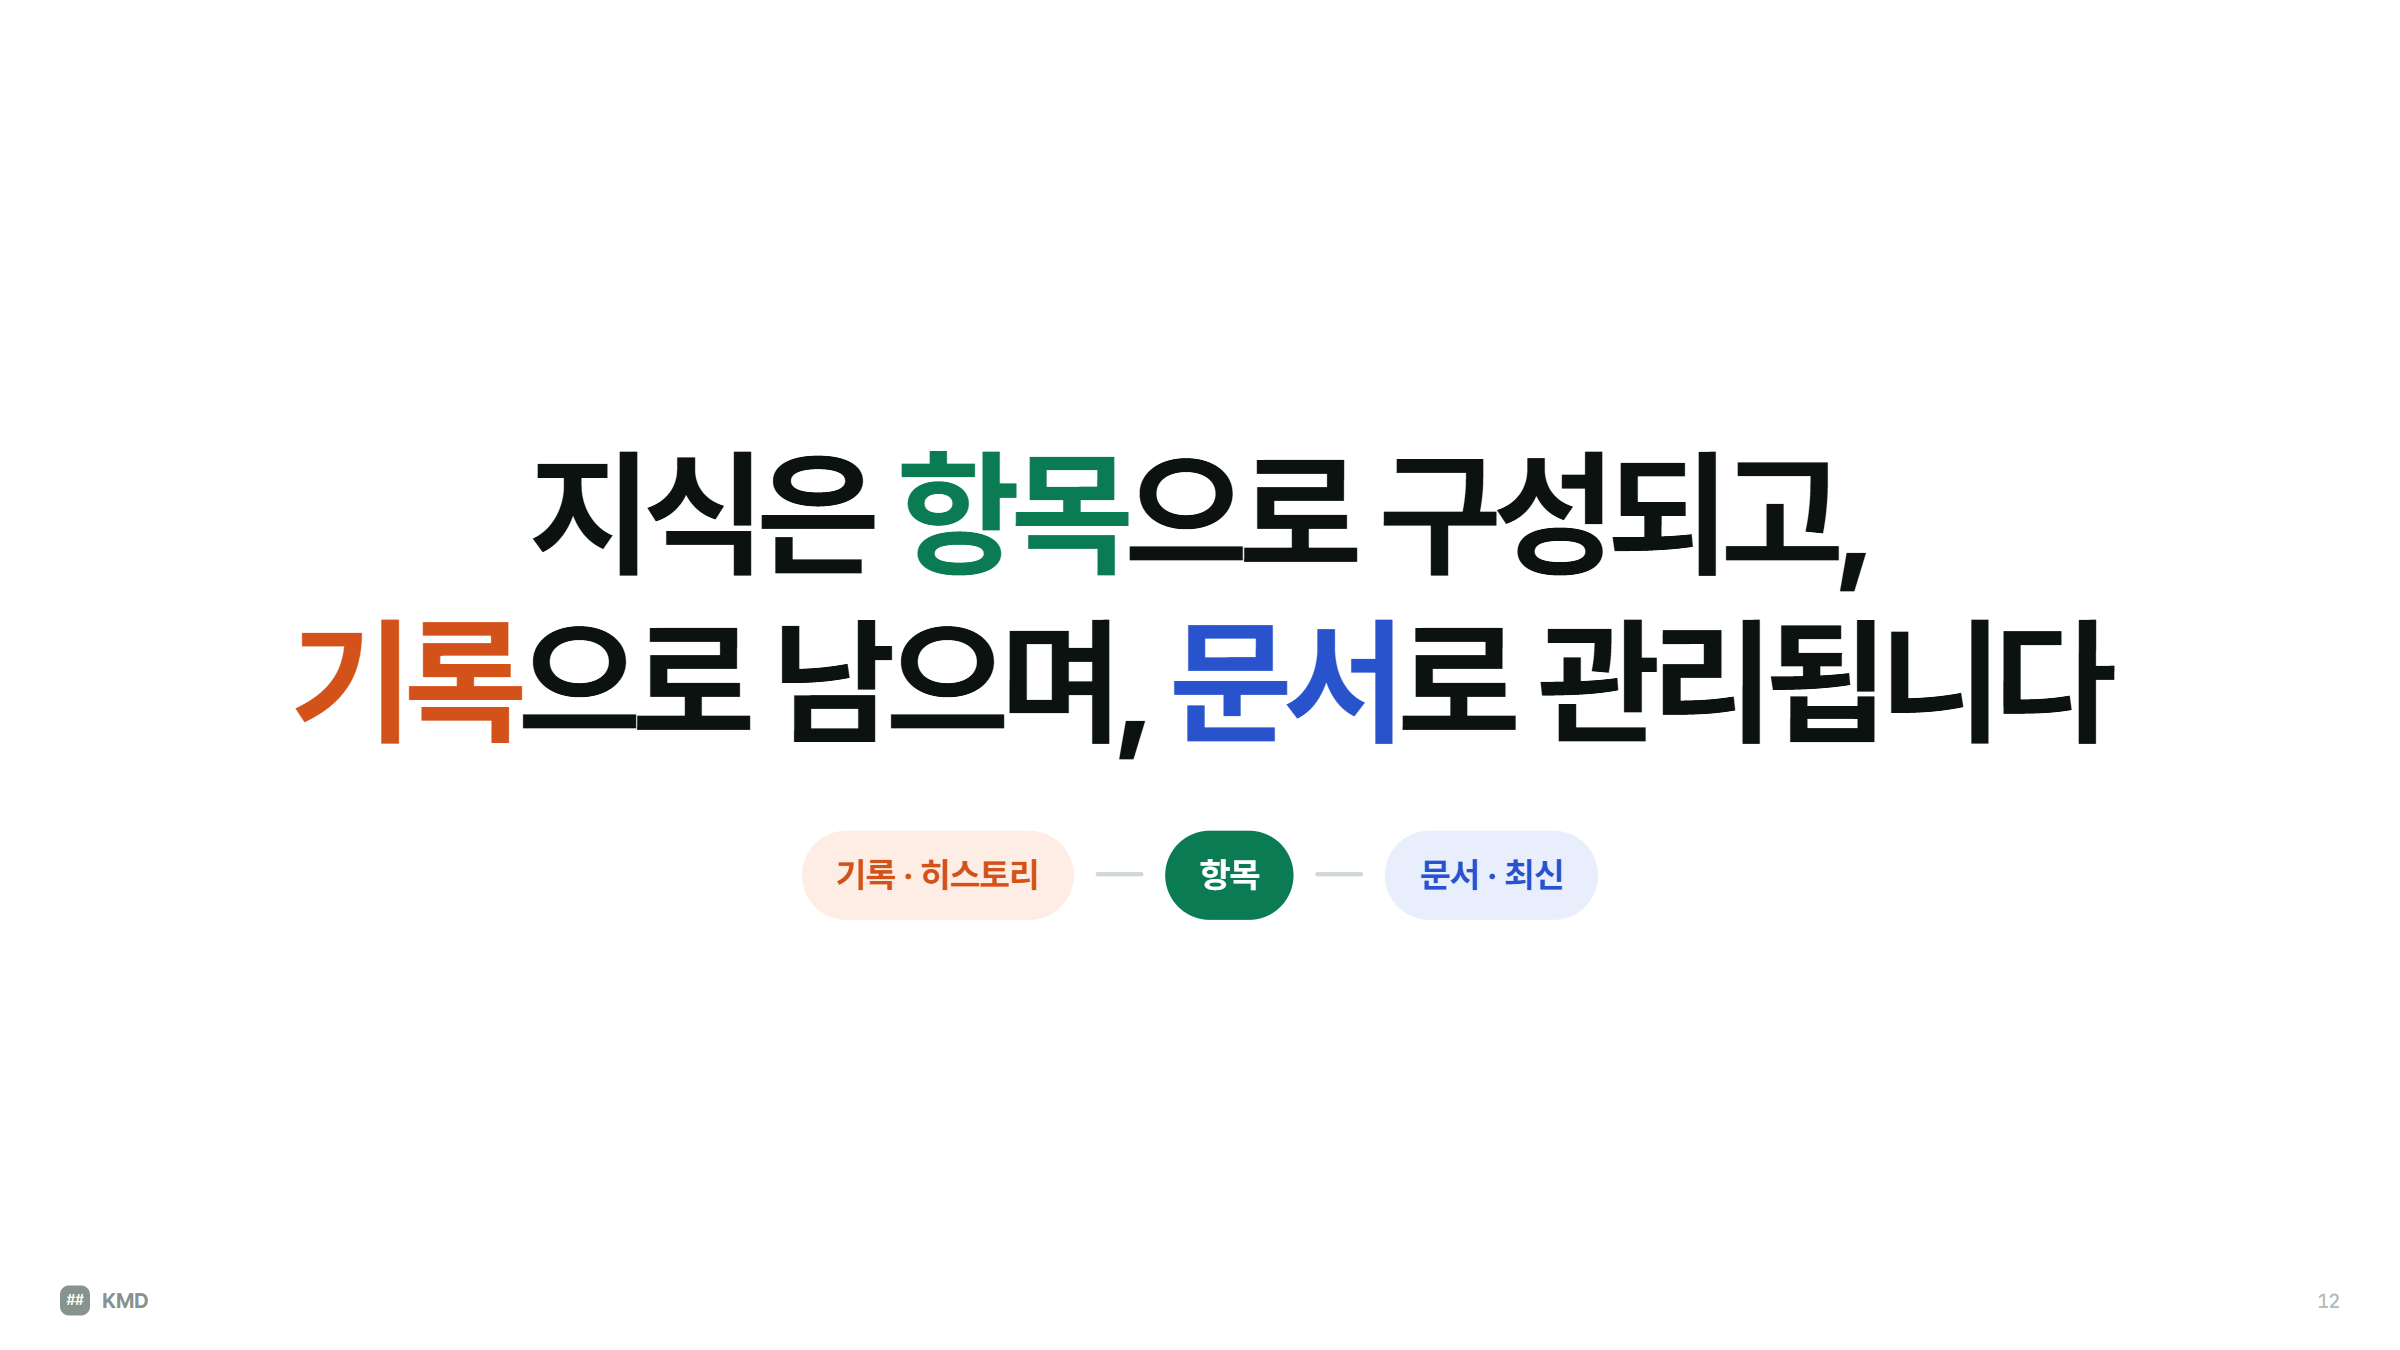 지식은 항목으로 구성되고,
기록으로 남으며, 문서로 관리됩니다
기록 · 히스토리
항목
문서 · 최신
## KMD
12